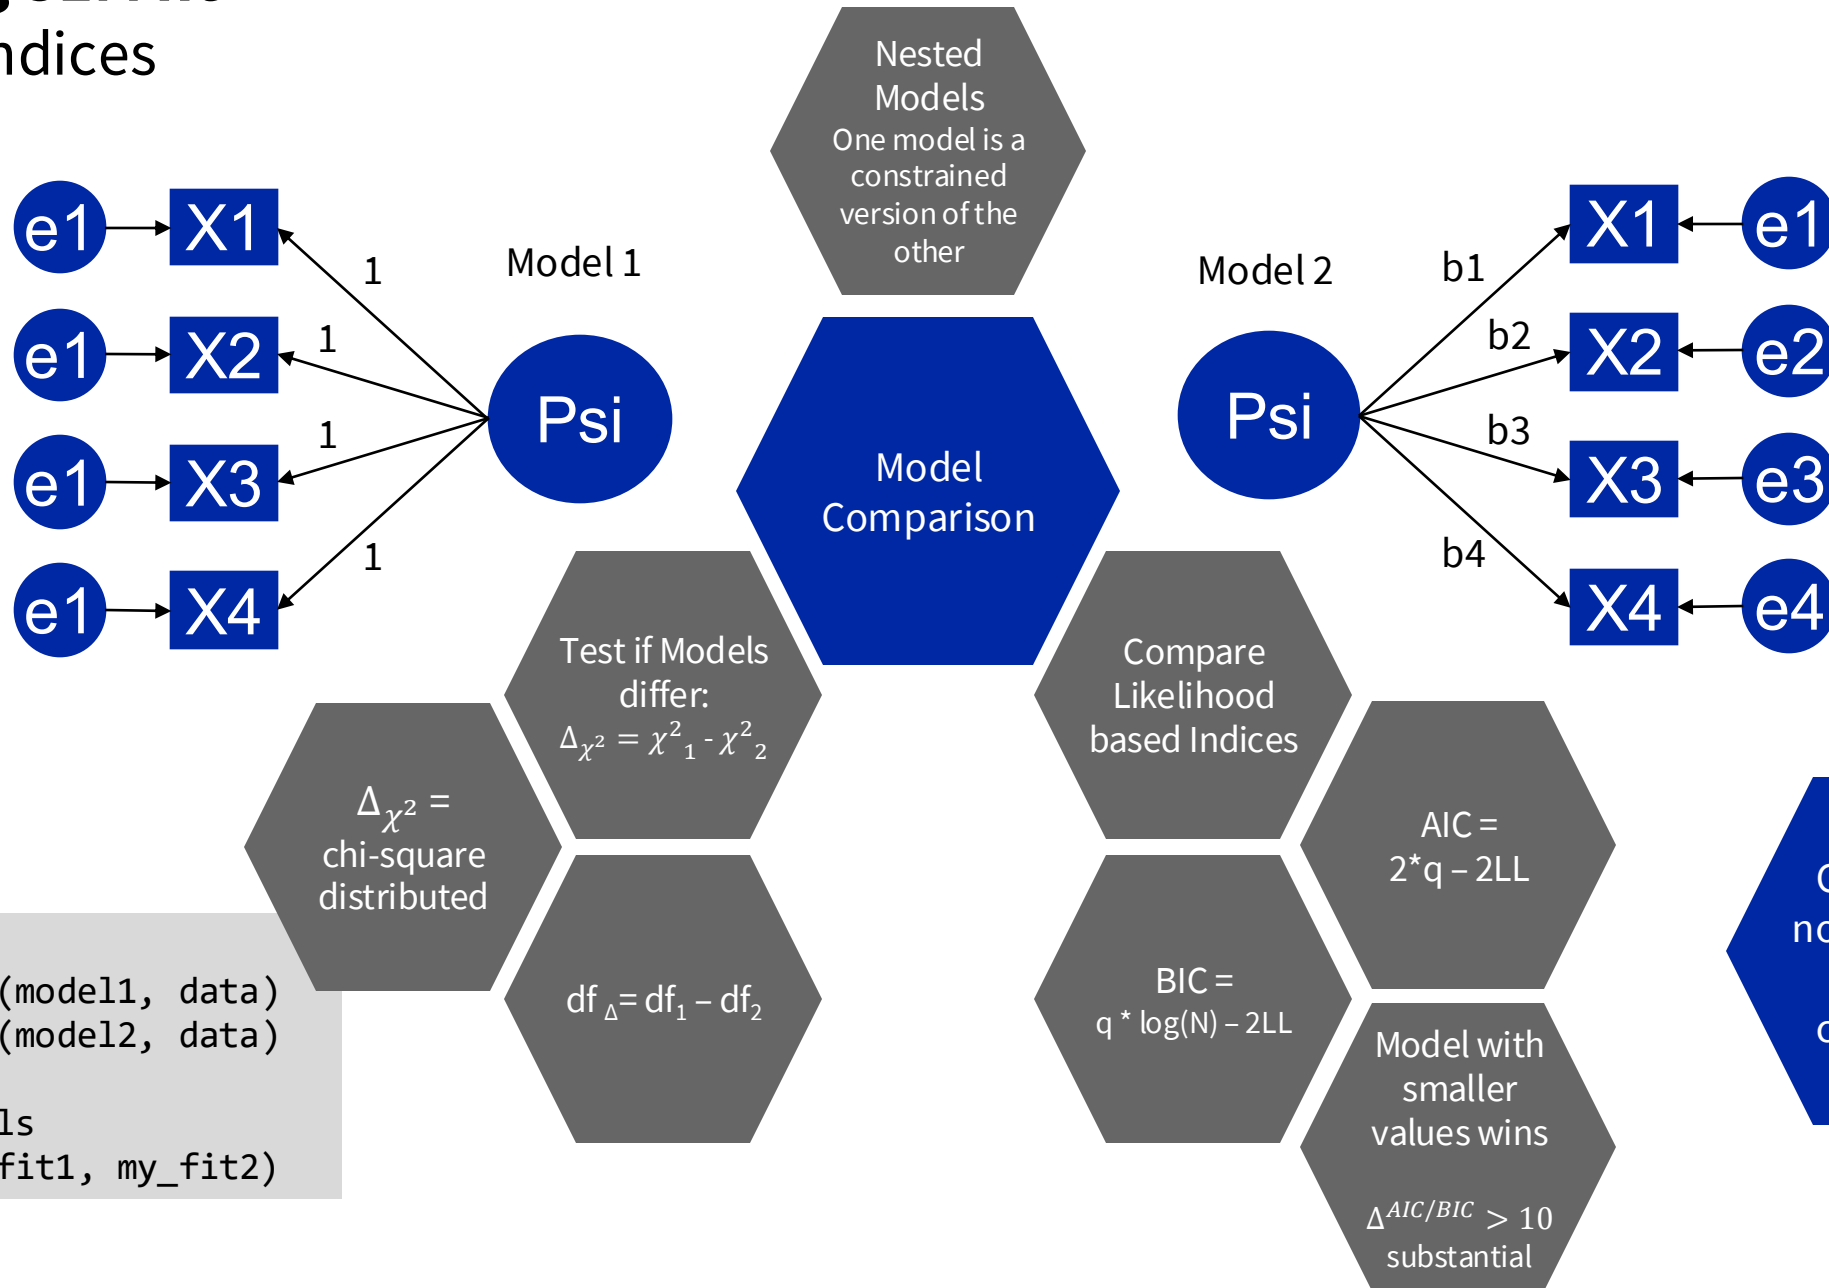 ndices
Nested
Models
One model is a
constrained
version of the
other
Model 1
e1
X1
1
e1
X2
1
e1
X3
1
e1
X4
1
Psi
Model
Comparison
Model 2
Psi
b1
X1
e1
b2
X2
e2
b3
X3
e3
b4
X4
e4
Test if Models
differ:
Δχ² = χ²₁ - χ²₂
Δχ² =
chi-square
distributed
df Δ= df₁ – df₂
Compare
Likelihood
based Indices
AIC =
2*q – 2LL
BIC =
q * log(N) – 2LL
Model with
smaller
values wins
Δ^AIC/BIC > 10
substantial
(model1, data)
(model2, data)
ls
fit1, my_fit2)